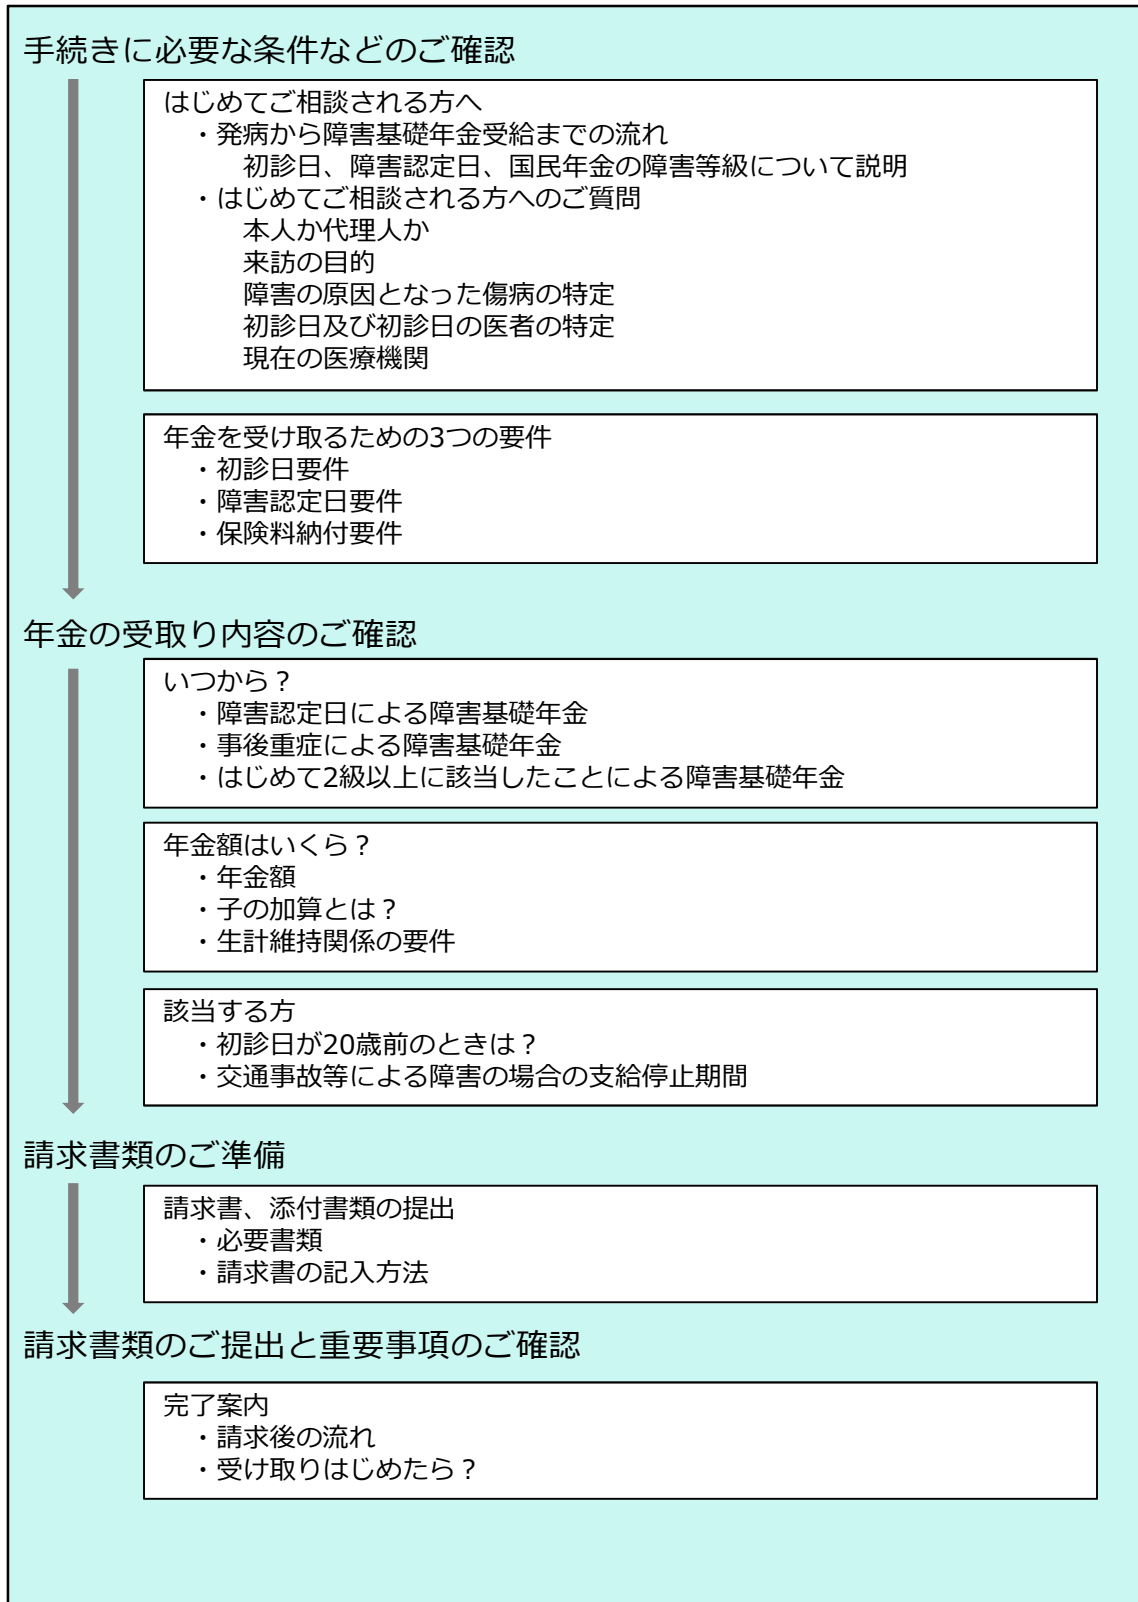 手続きに必要な条件などのご確認
はじめてご相談される方へ
・発病から障害基礎年金受給までの流れ
初診日、障害認定日、国民年金の障害等級について説明
・はじめてご相談される方へのご質問
本人か代理人か
来訪の目的
障害の原因となった傷病の特定
初診日及び初診日の医者の特定
現在の医療機関
年金を受け取るための3つの要件
・初診日要件
・障害認定日要件
・保険料納付要件
年金の受取り内容のご確認
いつから？
・障害認定日による障害基礎年金
・事後重症による障害基礎年金
・はじめて2級以上に該当したことによる障害基礎年金
年金額はいくら？
・年金額
・子の加算とは？
・生計維持関係の要件
該当する方
・初診日が20歳前のときは？
・交通事故等による障害の場合の支給停止期間
請求書類のご準備
請求書、添付書類の提出
・必要書類
・請求書の記入方法
請求書類のご提出と重要事項のご確認
完了案内
・請求後の流れ
・受け取りはじめたら？